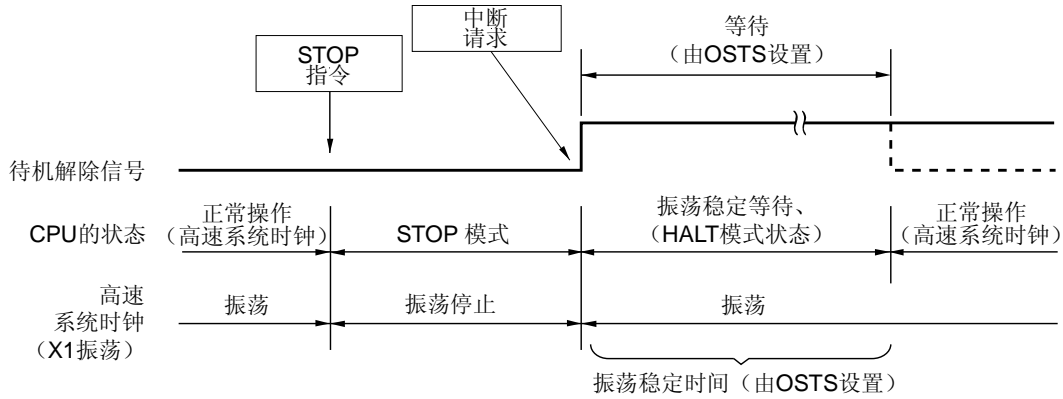 中断
请求
等待
（由OSTS设置）
STOP
指令
待机解除信号
CPU的状态
正常操作
（高速系统时钟）
STOP 模式
振荡稳定等待、
（HALT模式状态）
正常操作
（高速系统时钟）
高速
系统时钟
（X1振荡）
振荡
振荡停止
振荡
振荡稳定时间（由OSTS设置）